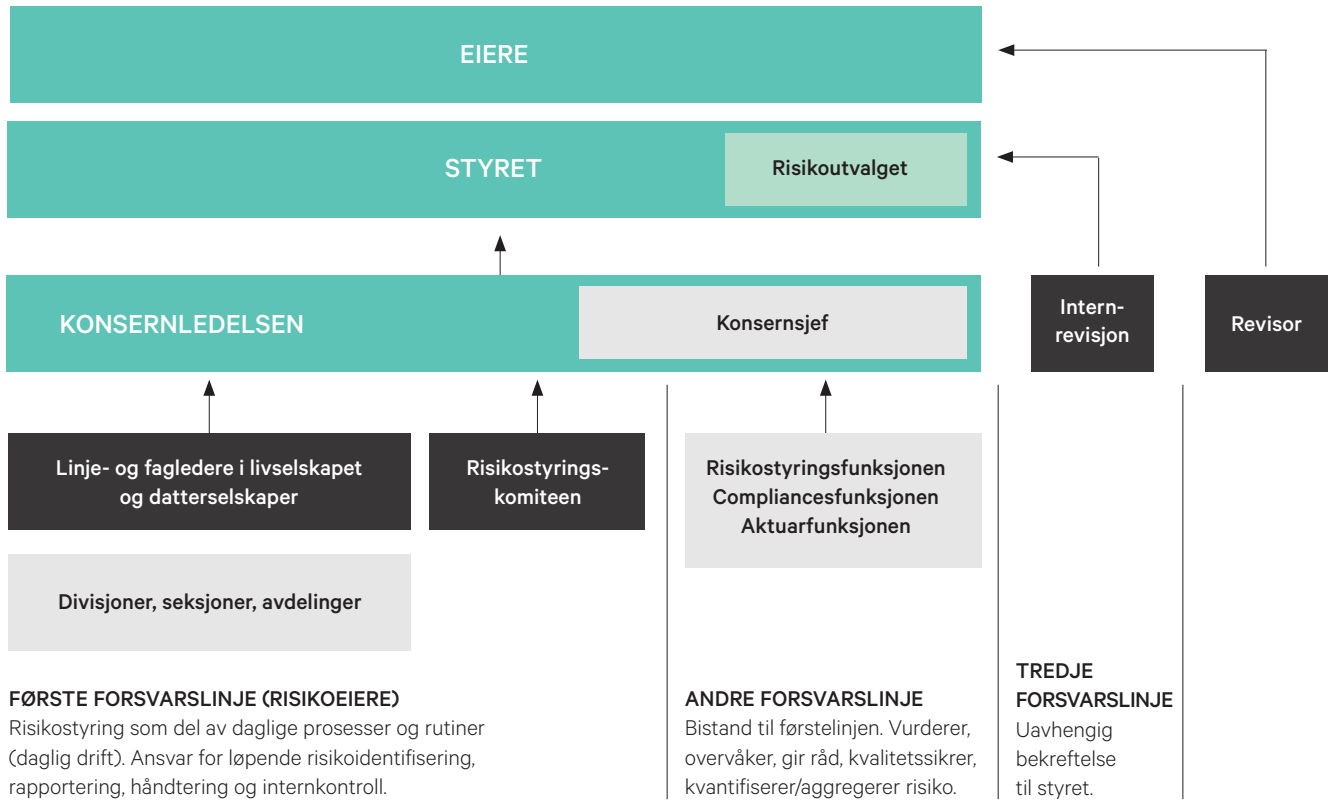 EIERE
STYRET
Risikoutvalget
KONSERNLEDELSEN
Konsernsjef
Intern-
revisjon
Revisor
Linje- og fagledere i livselskapet
og datterselskaper
Risikostyrings-
komiteen
Risikostyringsfunksjonen
Compliancesfunksjonen
Aktuarfunksjonen
Divisjoner, seksjoner, avdelinger
FØRSTE FORSVARSLINJE (RISIKOEIERE)
Risikostyring som del av daglige prosesser og rutiner
(daglig drift). Ansvar for løpende risikoidentifisering,
rapportering, håndtering og internkontroll.
ANDRE FORSVARSLINJE
Bistand til førstelinjen. Vurderer,
overvåker, gir råd, kvalitetssikrer,
kvantifiserer/aggregerer risiko.
TREDJE
FORSVARSLINJE
Uavhengig
bekreftelse
til styret.